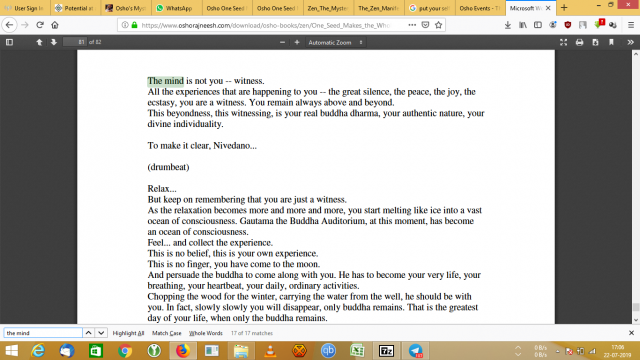 User Sign In
Potential at
Osho's Myst
WhatsApp
Osho One Seed
Osho One Seed
Zen_The_Myster
The_Zen_Manif
put your self
Osho Events - T
Microsoft W
https://www.oshorajneesh.com/download/osho-books/zen/One_Seed_Makes_the_Who
Search
81 of 82
Automatic Zoom
The mind is not you -- witness.
All the experiences that are happening to you -- the great silence, the peace, the joy, the
ecstasy, you are a witness. You remain always above and beyond.
This beyondness, this witnessing, is your real buddha dharma, your authentic nature, your
divine individuality.
To make it clear, Nivedano...
(drumbeat)
Relax...
But keep on remembering that you are just a witness.
As the relaxation becomes more and more and more, you start melting like ice into a vast
ocean of consciousness. Gautama the Buddha Auditorium, at this moment, has become
an ocean of consciousness.
Feel... and collect the experience.
This is no belief, this is your own experience.
This is no finger, you have come to the moon.
And persuade the buddha to come along with you. He has to become your very life, your
breathing, your heartbeat, your daily, ordinary activities.
Chopping the wood for the winter, carrying the water from the well, he should be with
you. In fact, slowly slowly you will disappear, only buddha remains. That is the greatest
day of your life, when only the buddha remains.
the mind
Highlight All
Match Case
Whole Words
17 of 17 matches
0 B/s
0 B/s
17:06
22-07-2019